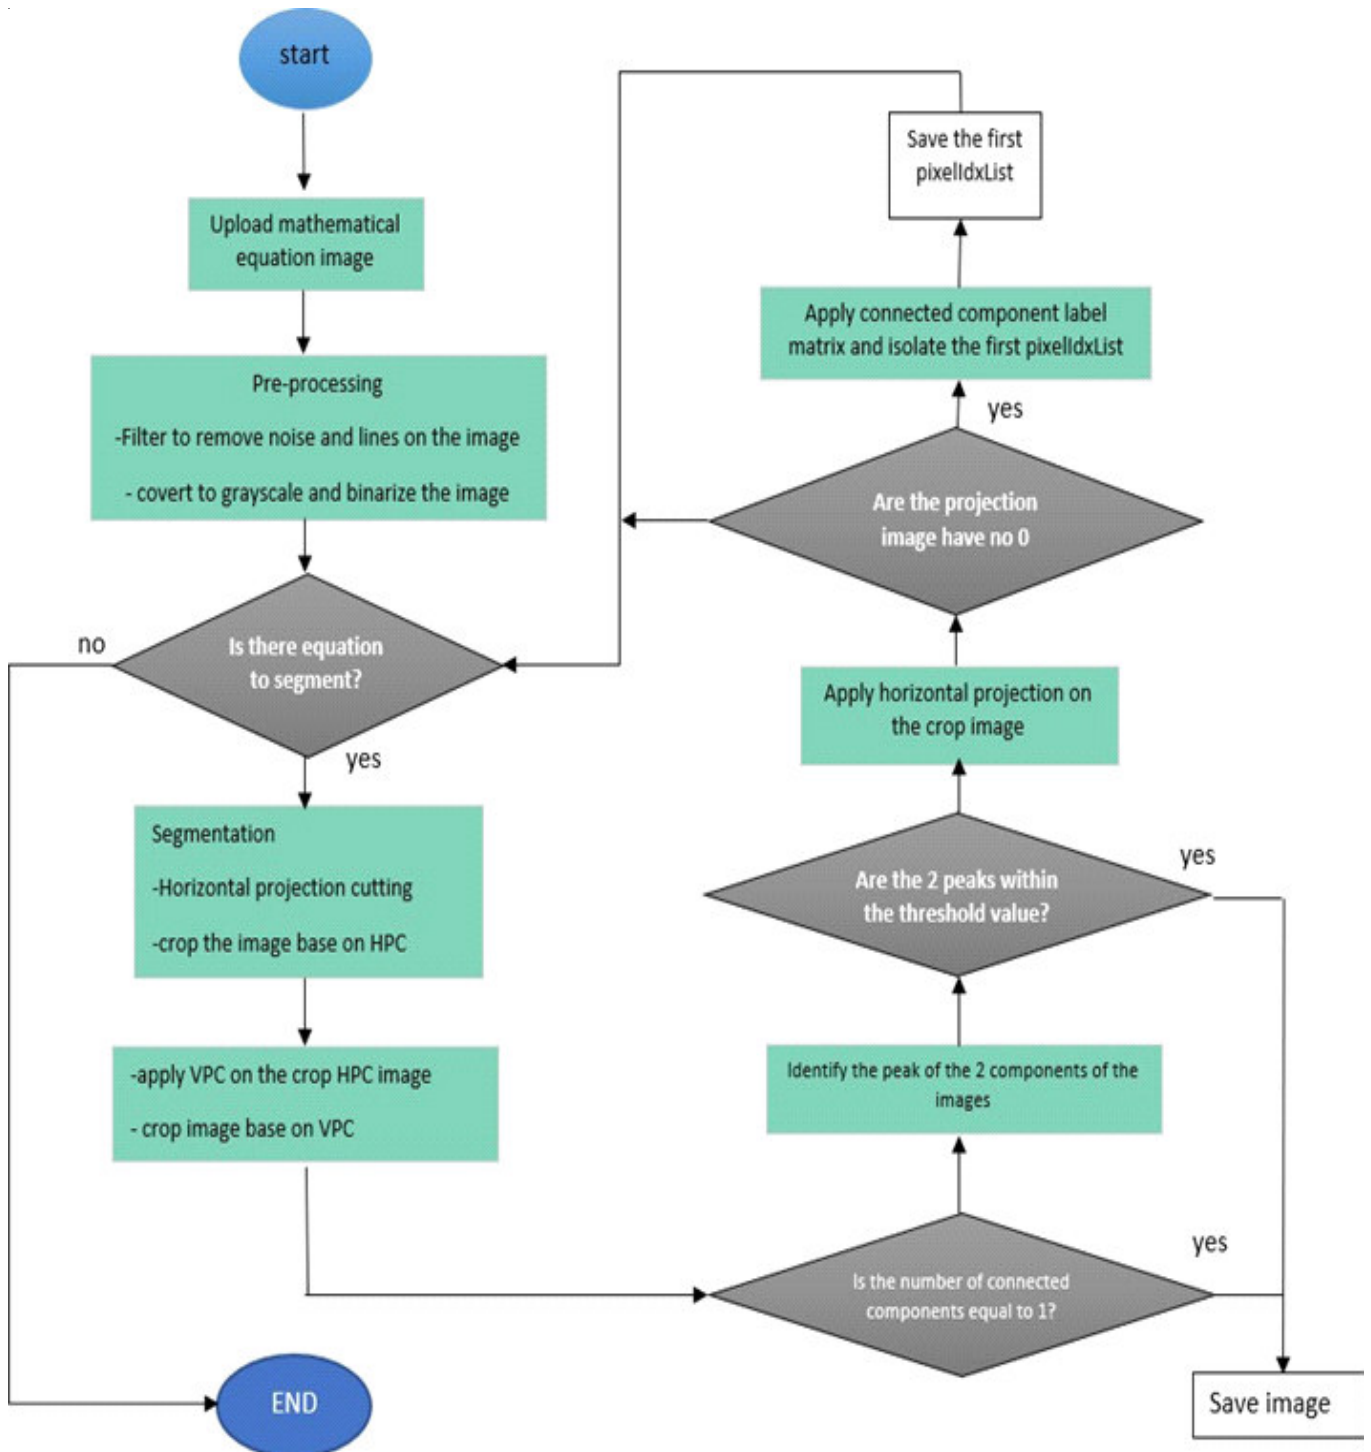 start
Upload mathematical
equation image
Pre-processing
-Filter to remove noise and lines on the image
- covert to grayscale and binarize the image
Is there equation
to segment?
no
yes
Segmentation
-Horizontal projection cutting
-crop the image base on HPC
-apply VPC on the crop HPC image
- crop image base on VPC
END
Save the first
pixelIdxList
Apply connected component label
matrix and isolate the first pixelIdxList
yes
Are the projection
image have no 0
Apply horizontal projection on
the crop image
Are the 2 peaks within
the threshold value?
yes
Identify the peak of the 2 components of the
images
Is the number of connected
components equal to 1?
yes
Save image